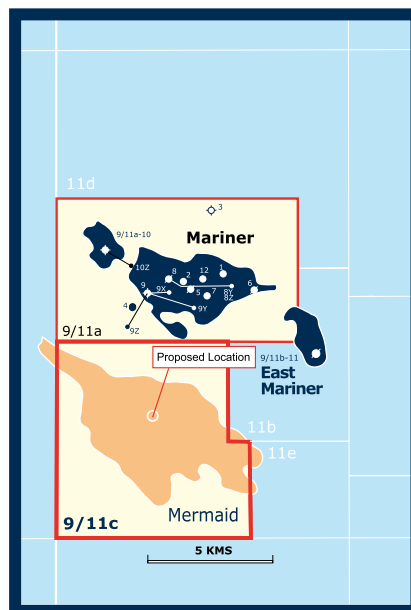 11d
3
Mariner
9/11a-10
10Z
8
2
12
1
6
9
9X
5
7
8Y
8Z
4
9Y
9Z
9/11a
Proposed Location
9/11b-11
East
Mariner
11b
11e
Mermaid
9/11c
5 KMS